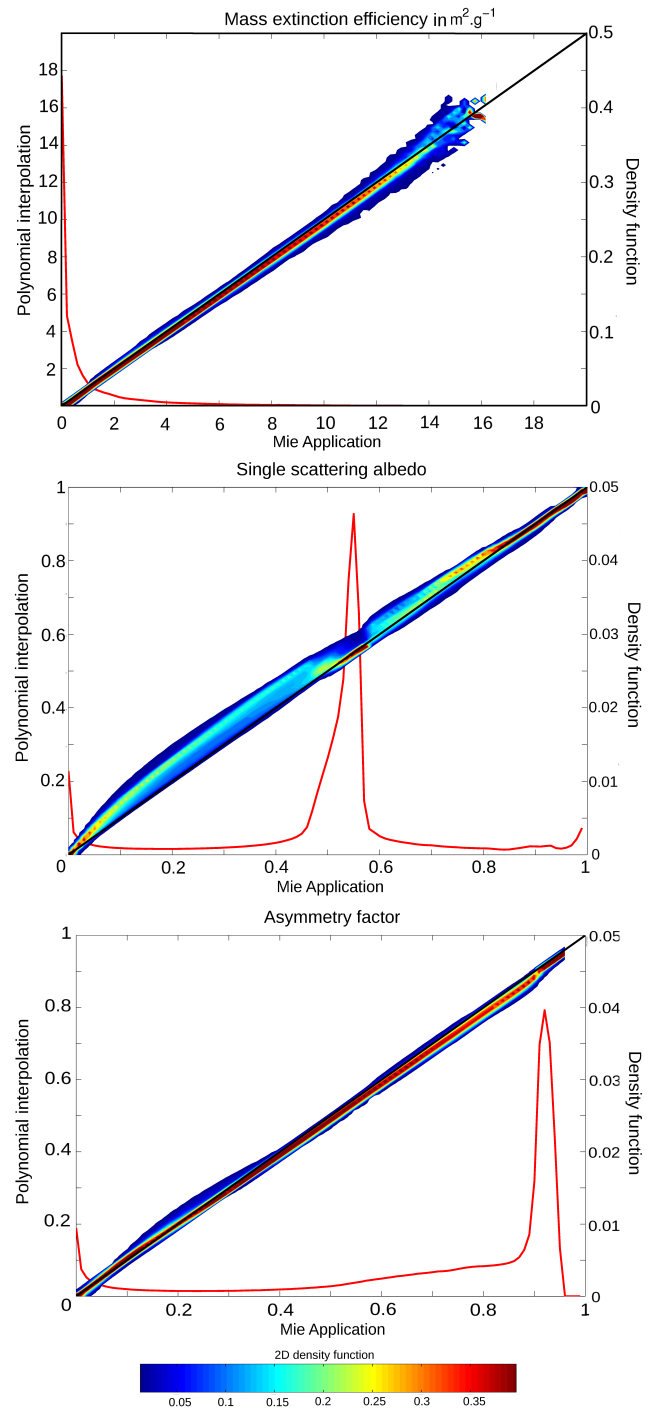 Mass extinction efficiency in m².g⁻¹
18
16
14
12
10
8
6
4
2
Polynomial interpolation
0.5
0.4
0.3
0.2
0.1
0
Density function
0 2 4 6 8 10 12 14 16 18
Mie Application
Single scattering albedo
1
0.8
0.6
0.4
0.2
Polynomial interpolation
0.05
0.04
0.03
0.02
0.01
0
Density function
0 0.2 0.4 0.6 0.8 1
Mie Application
Asymmetry factor
1
0.8
0.6
0.4
0.2
Polynomial interpolation
0.05
0.04
0.03
0.02
0.01
0
Density function
0 0.2 0.4 0.6 0.8 1
Mie Application
2D density function
0.05 0.1 0.15 0.2 0.25 0.3 0.35